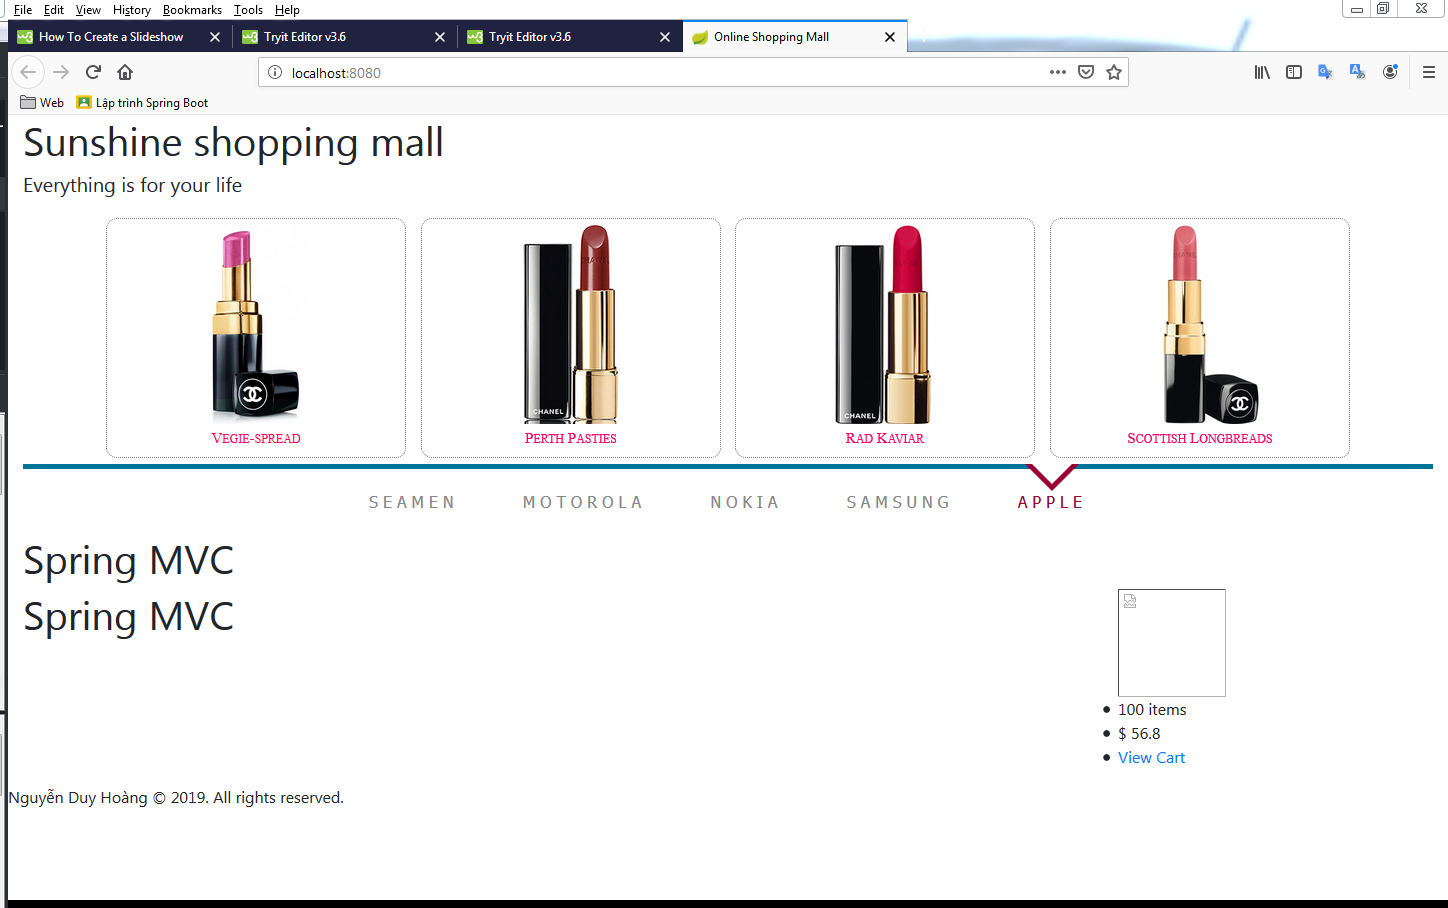 File Edit View History Bookmarks Tools Help
How To Create a Slideshow Tryit Editor v3.6 Tryit Editor v3.6 Online Shopping Mall
localhost:8080
Web Lập trình Spring Boot
Sunshine shopping mall
Everything is for your life
CHANEL CHANEL
VEGIE-SPREAD PERTH PASTIES RAD KAVIAR SCOTTISH LONGBREADS
SEAMEN MOTOROLA NOKIA SAMSUNG APPLE
Spring MVC
Spring MVC
100 items
$ 56.8
View Cart
Nguyễn Duy Hoàng © 2019. All rights reserved.